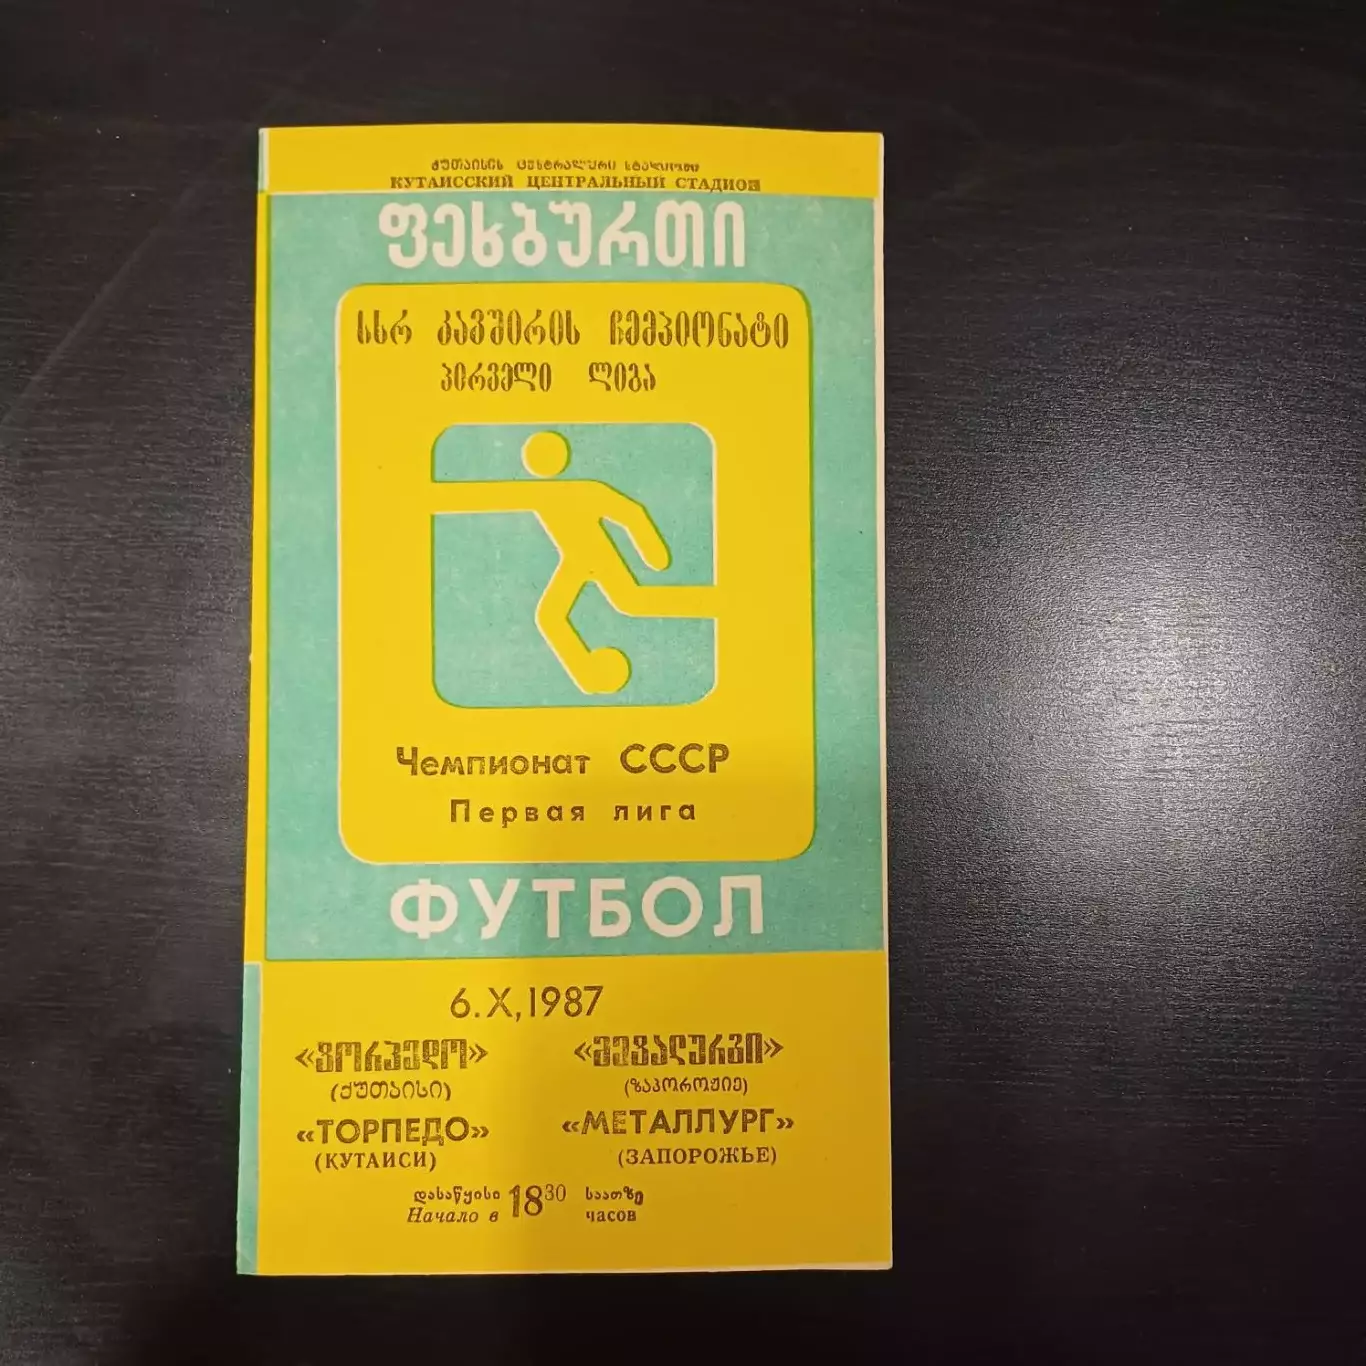 ქუთაისის ცენტრალური სტადიონი
КУТАИССКИЙ ЦЕНТРАЛЬНЫЙ СТАДИОН
ფეხბურთი
სსრ კავშირის ჩემპიონატი
პირველი ლიგა
Чемпионат СССР
Первая лига
ФУТБОЛ
6.X,1987
«ტორპედო» «მეტალურგი»
(ქუთაისი) (ზაპოროჟიე)
«ТОРПЕДО» «МЕТАЛЛУРГ»
(КУТАИСИ) (ЗАПОРОЖЬЕ)
დასაწყისი 18 30 საათზე
Начало в часов